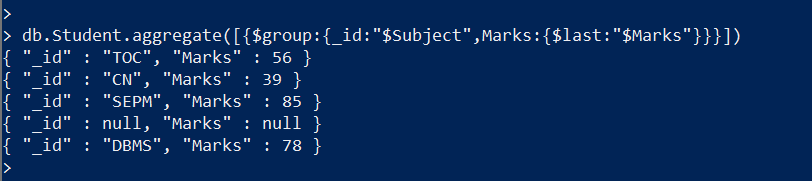 >
> db.Student.aggregate([{$group:{_id:"$Subject",Marks:{$last:"$Marks"}}}])
{ "_id" : "TOC", "Marks" : 56 }
{ "_id" : "CN", "Marks" : 39 }
{ "_id" : "SEPM", "Marks" : 85 }
{ "_id" : null, "Marks" : null }
{ "_id" : "DBMS", "Marks" : 78 }
>